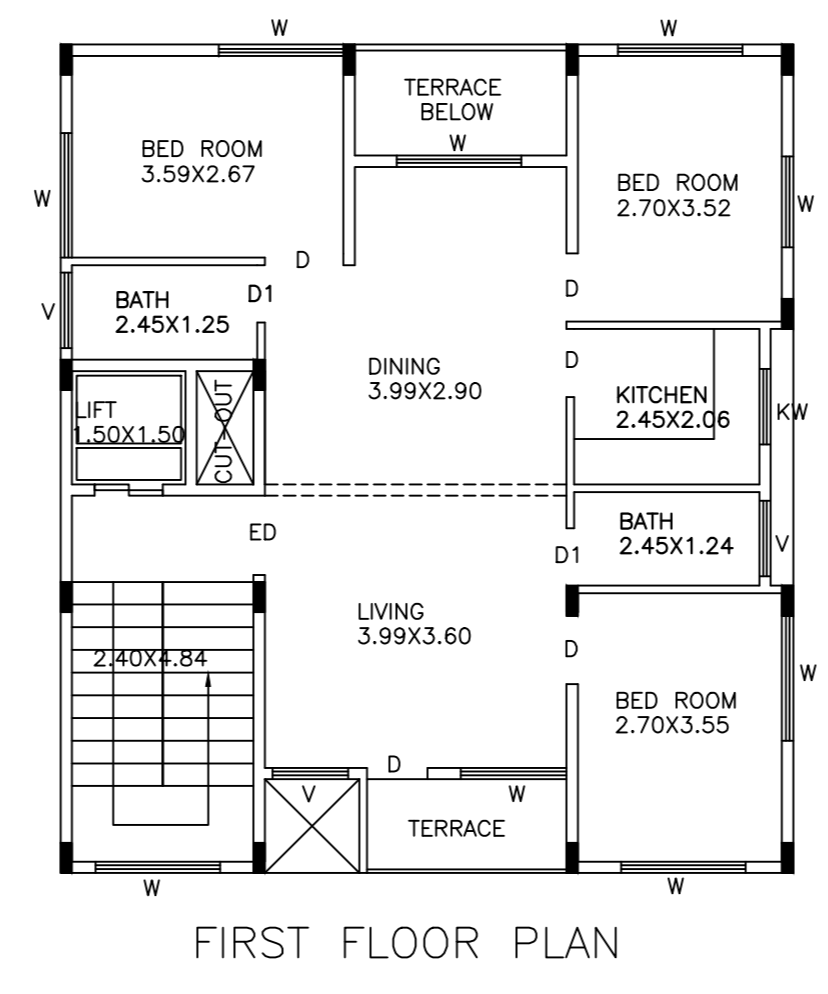 W
W
TERRACE
BELOW
W
BED ROOM
3.59X2.67
BED ROOM
2.70X3.52
W
W
D
D
D1
BATH
2.45X1.25
V
D
DINING
3.99X2.90
KITCHEN
2.45X2.06
KW
LIFT
1.50X1.50
CUT-OUT
ED
BATH
2.45X1.24
V
D1
LIVING
3.99X3.60
D
2.40X4.84
W
BED ROOM
2.70X3.55
D
V
W
TERRACE
W
W
FIRST FLOOR PLAN